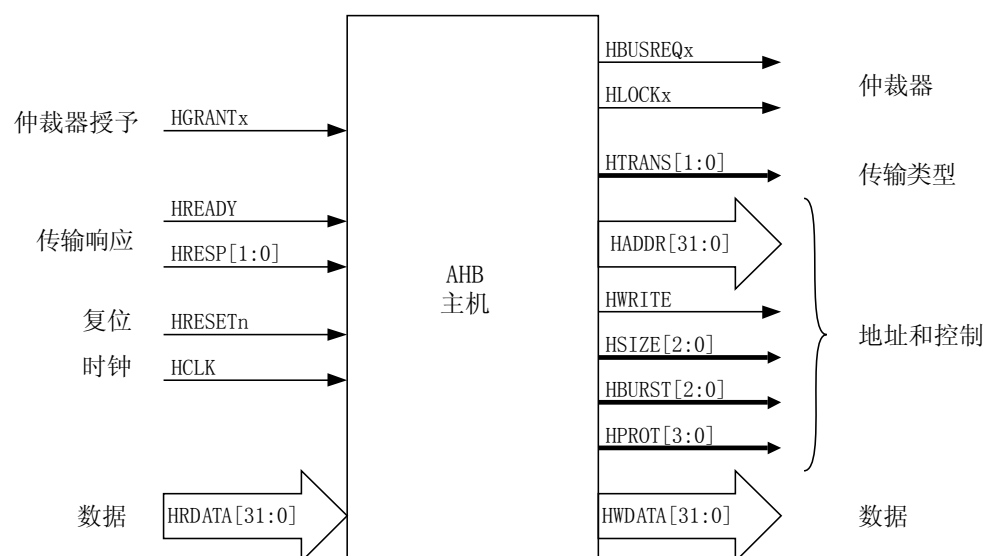 HBUSREQx
仲裁器
HLOCKx
仲裁器授予
HGRANTx
HTRANS[1:0]
传输类型
HREADY
传输响应
HRESP[1:0]
HADDR[31:0]
AHB
主机
HWRITE
复位
HRESETn
地址和控制
HSIZE[2:0]
时钟
HCLK
HBURST[2:0]
HPROT[3:0]
数据
HRDATA[31:0]
HWDATA[31:0]
数据